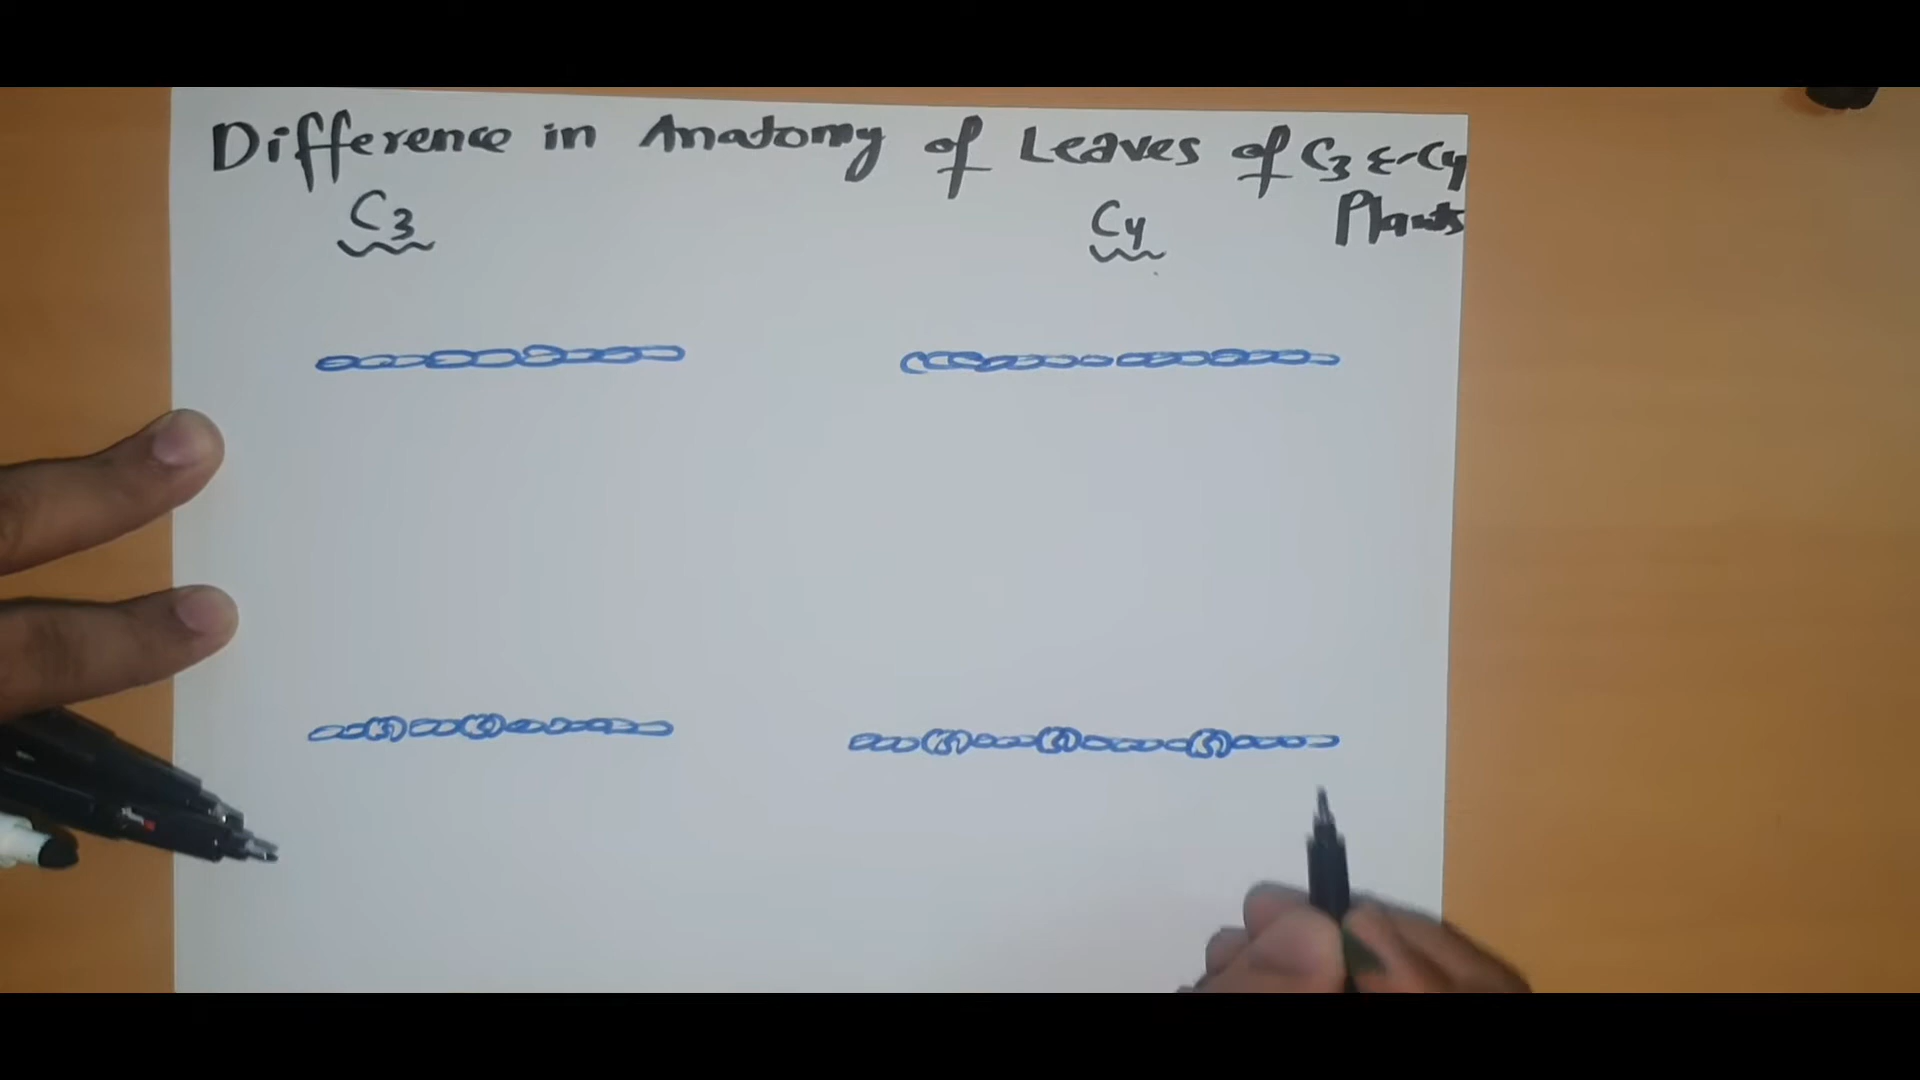 Difference in Anatomy of Leaves of C3 & C4
Plants
C3
C4